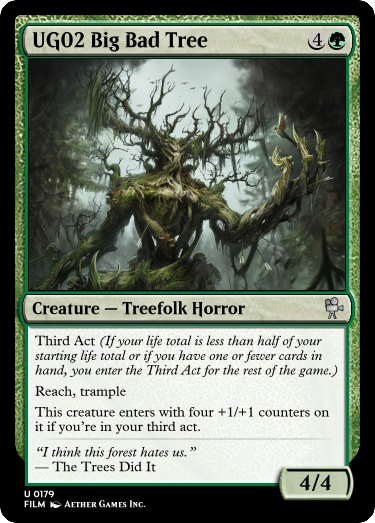 UG02 Big Bad Tree 4
Creature — Treefolk Horror
Third Act (If your life total is less than half of your
starting life total or if you have one or fewer cards in
hand, you enter the Third Act for the rest of the game.)
Reach, trample
This creature enters with four +1/+1 counters on
it if you're in your third act.
“I think this forest hates us.”
— The Trees Did It
4/4
U 0179
FILM Aether Games Inc.